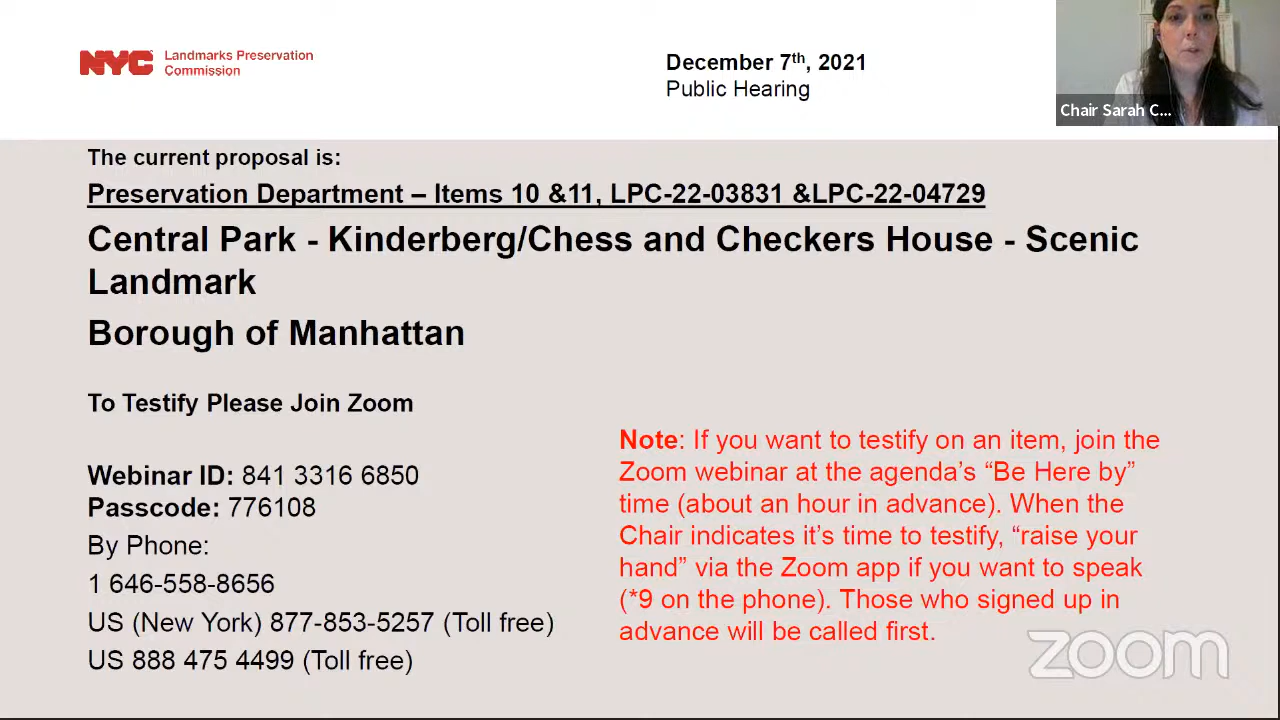 NYC Landmarks Preservation
Commission
December 7th, 2021
Public Hearing
Chair Sarah C...
The current proposal is:
Preservation Department – Items 10 &11, LPC-22-03831 &LPC-22-04729
Central Park - Kinderberg/Chess and Checkers House - Scenic
Landmark
Borough of Manhattan
To Testify Please Join Zoom
Webinar ID: 841 3316 6850
Passcode: 776108
By Phone:
1 646-558-8656
US (New York) 877-853-5257 (Toll free)
US 888 475 4499 (Toll free)
Note: If you want to testify on an item, join the
Zoom webinar at the agenda’s “Be Here by”
time (about an hour in advance). When the
Chair indicates it’s time to testify, “raise your
hand” via the Zoom app if you want to speak
(*9 on the phone). Those who signed up in
advance will be called first.
zoom